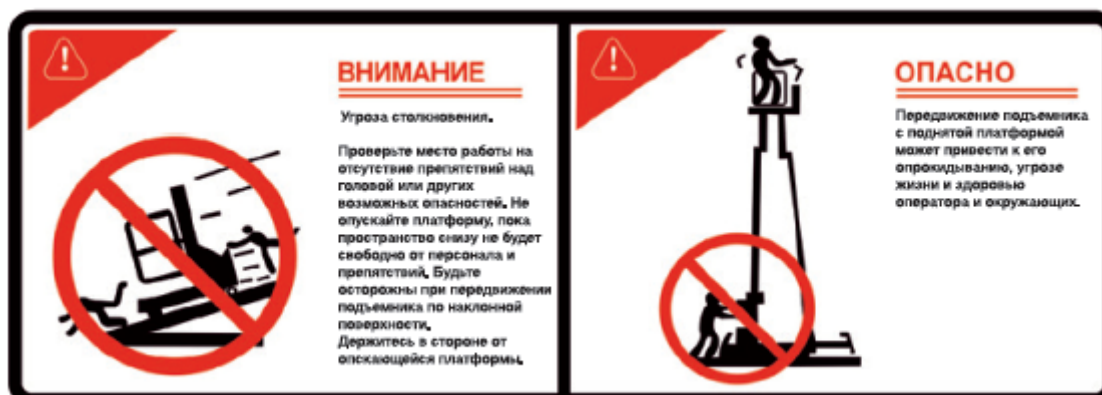 ВНИМАНИЕ
Угроза столкновения.
Проверьте место работы на
отсутствие препятствий над
головой или других
возможных опасностей. Не
опускайте платформу, пока
пространство снизу не будет
свободно от персонала и
препятствий. Будьте
осторожны при передвижении
подъемника по наклонной
поверхности.
Держитесь в стороне от
опскающейся платформы.
ОПАСНО
Передвижение подъемника
с поднятой платформой
может привести к его
опрокидыванию, угрозе
жизни и здоровью
оператора и окружающих.